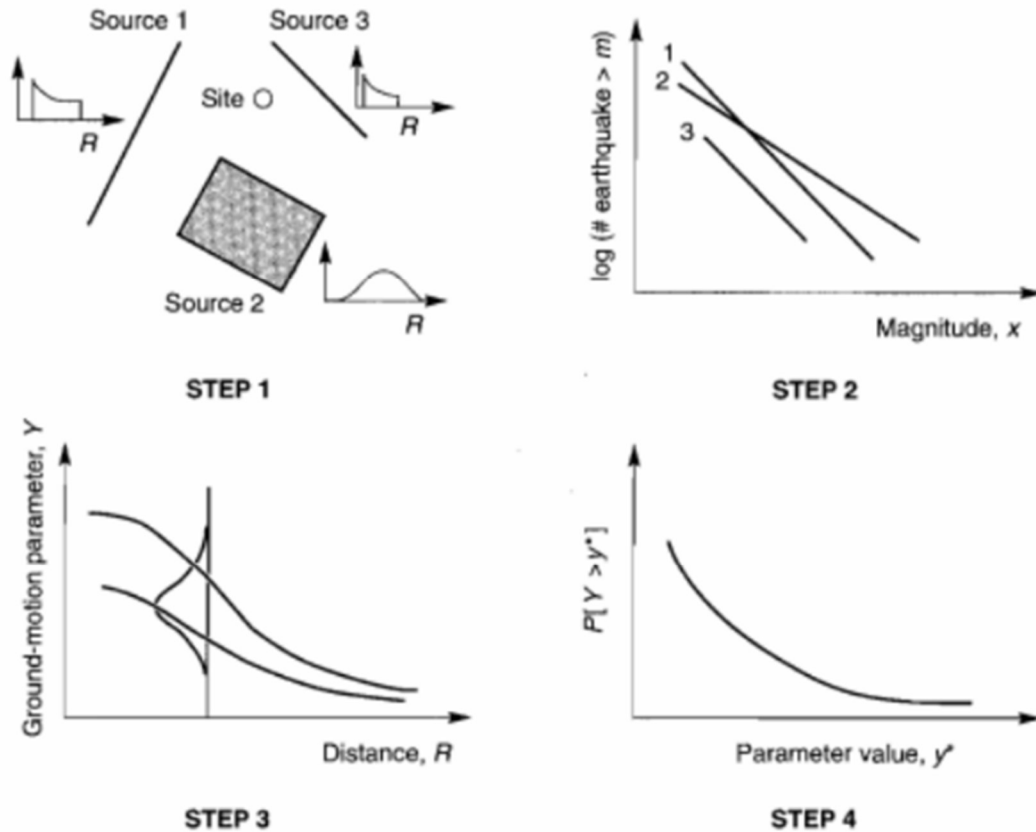 Source 1
Source 3
Site
R
R
Source 2
R
STEP 1
log (# earthquake > m)
1
2
3
Magnitude, x
STEP 2
Ground-motion parameter, Y
Distance, R
STEP 3
P[Y >y*]
Parameter value, y*
STEP 4